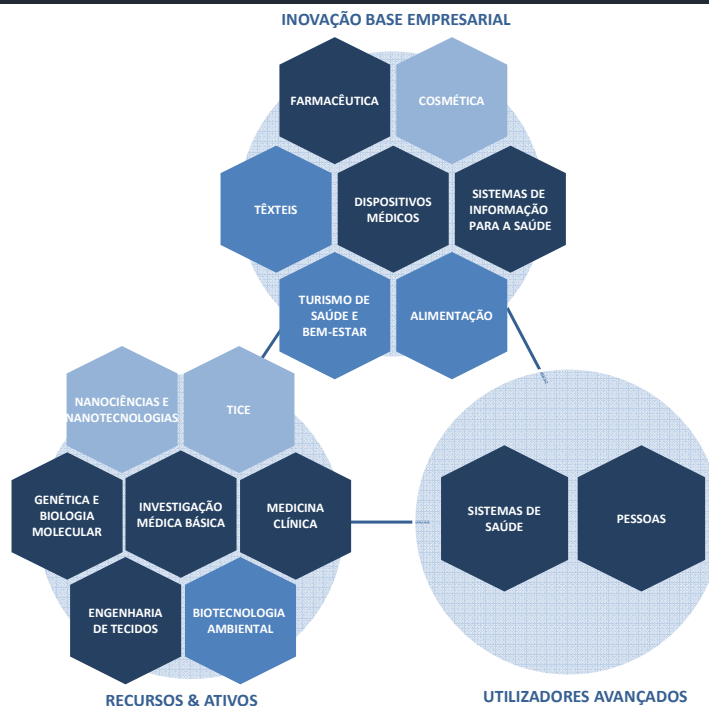 INOVAÇÃO BASE EMPRESARIAL
FARMACÊUTICA
COSMÉTICA
TÊXTEIS
DISPOSITIVOS
MÉDICOS
SISTEMAS DE
INFORMAÇÃO
PARA A SAÚDE
TURISMO DE
SAÚDE E
BEM-ESTAR
ALIMENTAÇÃO
NANOCIÊNCIAS E
NANOTECNOLOGIAS
TICE
GENÉTICA E
BIOLOGIA
MOLECULAR
INVESTIGAÇÃO
MÉDICA BÁSICA
MEDICINA
CLÍNICA
ENGENHARIA
DE TECIDOS
BIOTECNOLOGIA
AMBIENTAL
RECURSOS & ATIVOS
SISTEMAS DE
SAÚDE
PESSOAS
UTILIZADORES AVANÇADOS